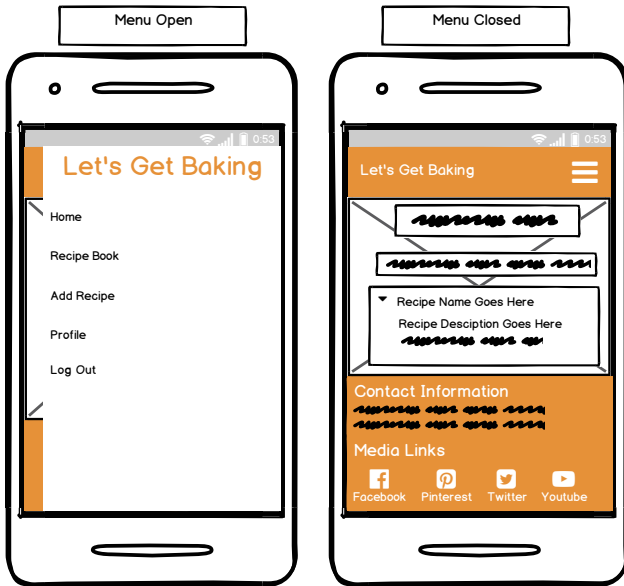 Menu Open
0:53
Let's Get Baking
Home
Recipe Book
Add Recipe
Profile
Log Out
Menu Closed
0:53
Let's Get Baking
Recipe Name Goes Here
Recipe Desciption Goes Here
Contact Information
Media Links
Facebook Pinterest Twitter Youtube